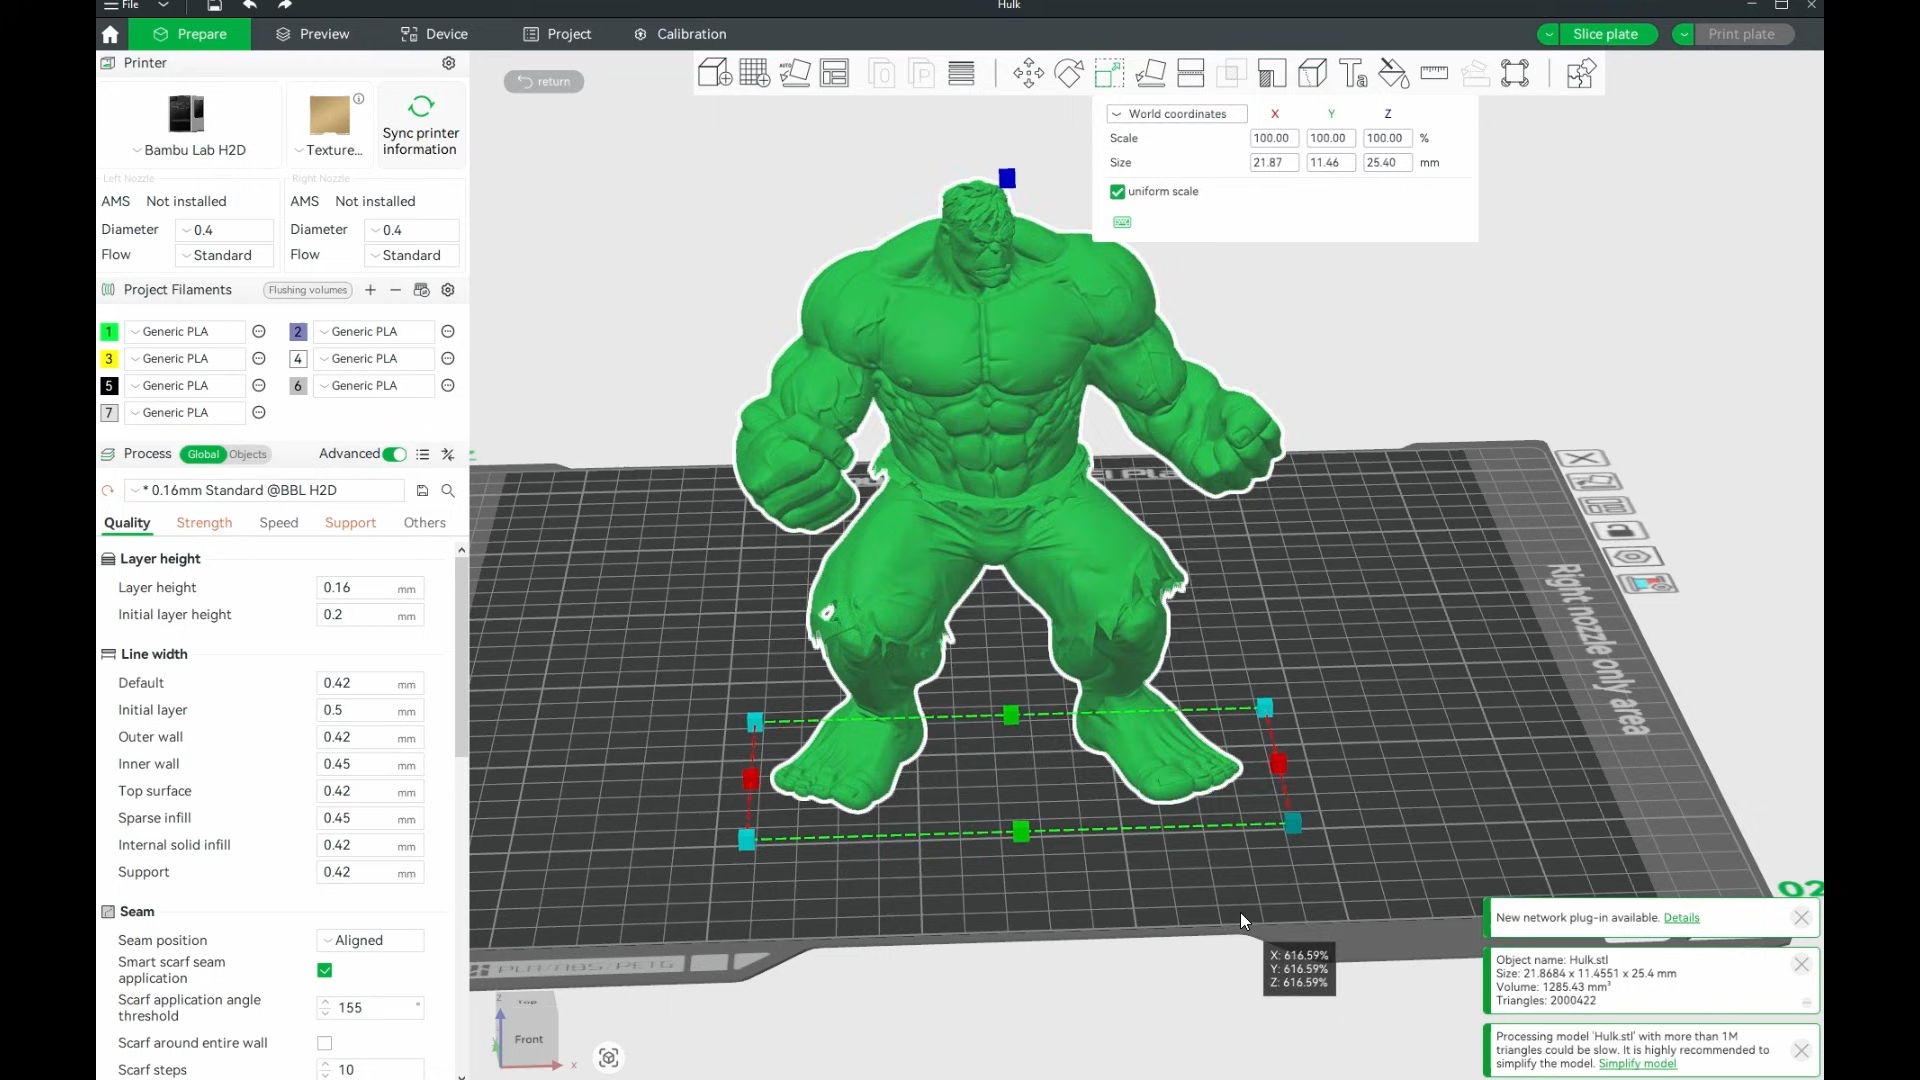 File
Hulk
Prepare
Preview
Device
Project
Calibration
Slice plate
Print plate
Printer
return
Bambu Lab H2D
Texture...
Sync printer
information
Left Nozzle
Right Nozzle
AMS Not installed
AMS Not installed
Diameter 0.4
Diameter 0.4
Flow Standard
Flow Standard
Project Filaments
Flushing volumes
1 Generic PLA
2 Generic PLA
3 Generic PLA
4 Generic PLA
5 Generic PLA
6 Generic PLA
7 Generic PLA
Process
Global
Objects
Advanced
* 0.16mm Standard @BBL H2D
Quality
Strength
Speed
Support
Others
Layer height
Layer height 0.16 mm
Initial layer height 0.2 mm
Line width
Default 0.42 mm
Initial layer 0.5 mm
Outer wall 0.42 mm
Inner wall 0.45 mm
Top surface 0.42 mm
Sparse infill 0.45 mm
Internal solid infill 0.42 mm
Support 0.42 mm
Seam
Seam position Aligned
Smart scarf seam
application
Scarf application angle
threshold
155 °
Scarf around entire wall
Scarf steps 10
World coordinates X Y Z
Scale 100.00 100.00 100.00 %
Size 21.87 11.46 25.40 mm
uniform scale
Right nozzle only area
02
PLA/ABS/PETG
X: 616.59%
Y: 616.59%
Z: 616.59%
Top
Front
Z
X
New network plug-in available. Details
Object name: Hulk.stl
Size: 21.8684 x 11.4551 x 25.4 mm
Volume: 1285.43 mm³
Triangles: 2000422
Processing model 'Hulk.stl' with more than 1M
triangles could be slow. It is highly recommended to
simplify the model. Simplify model